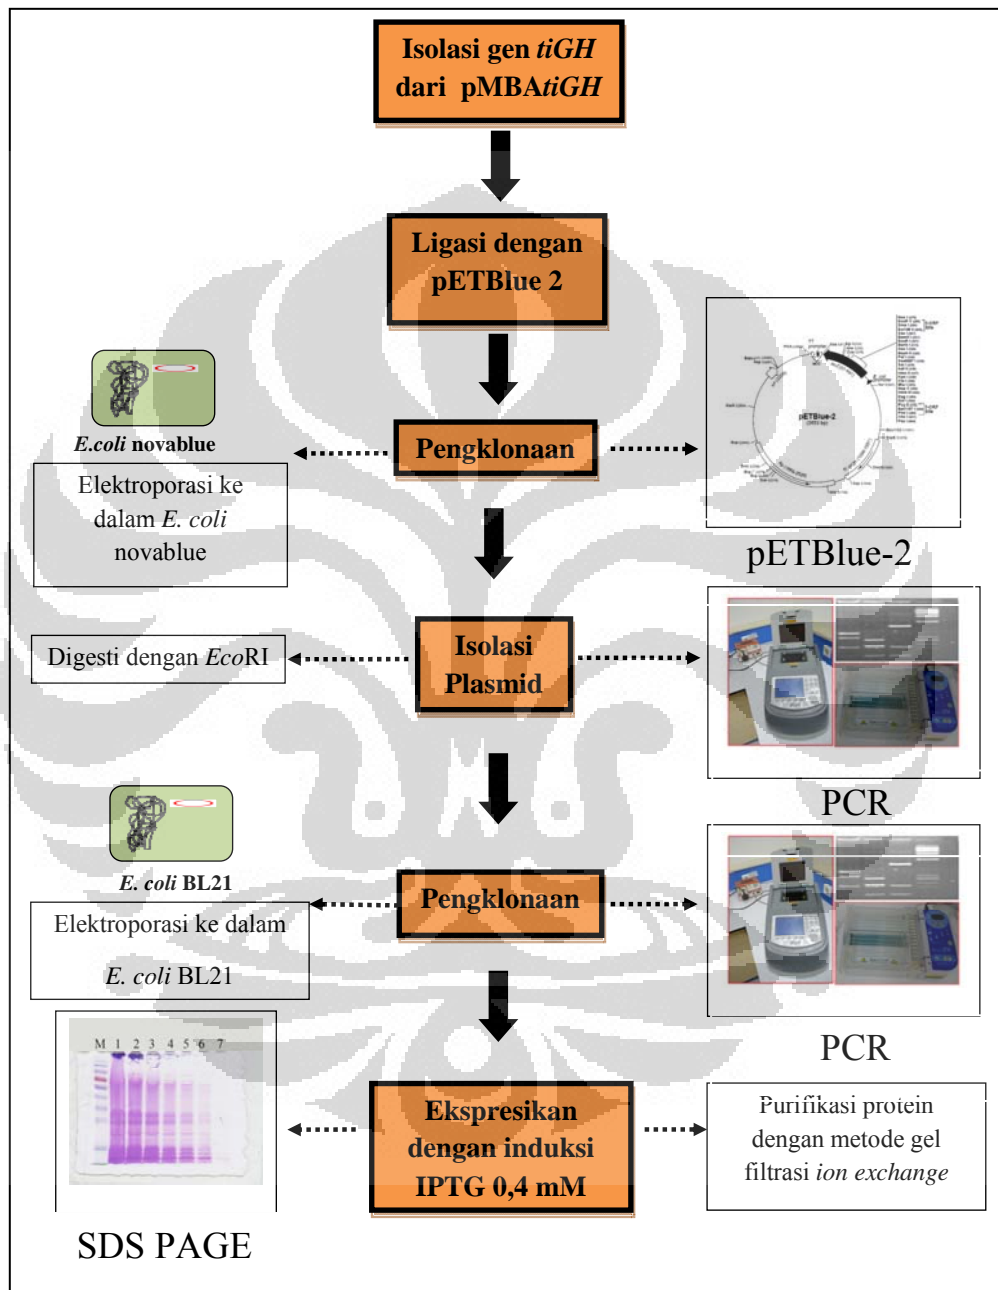 Isolasi gen tiGH
dari pMBAtiGH
Ligasi dengan
pETBlue 2
E.coli novablue
Pengklonaan
Elektroporasi ke
dalam E. coli
novablue
pETBlue-2
pETBlue-2
Digesti dengan EcoRI
Isolasi
Plasmid
PCR
E. coli BL21
Pengklonaan
Elektroporasi ke dalam
E. coli BL21
PCR
M 1 2 3 4 5 6 7
SDS PAGE
Ekspresikan
dengan induksi
IPTG 0,4 mM
Purifikasi protein
dengan metode gel
filtrasi ion exchange